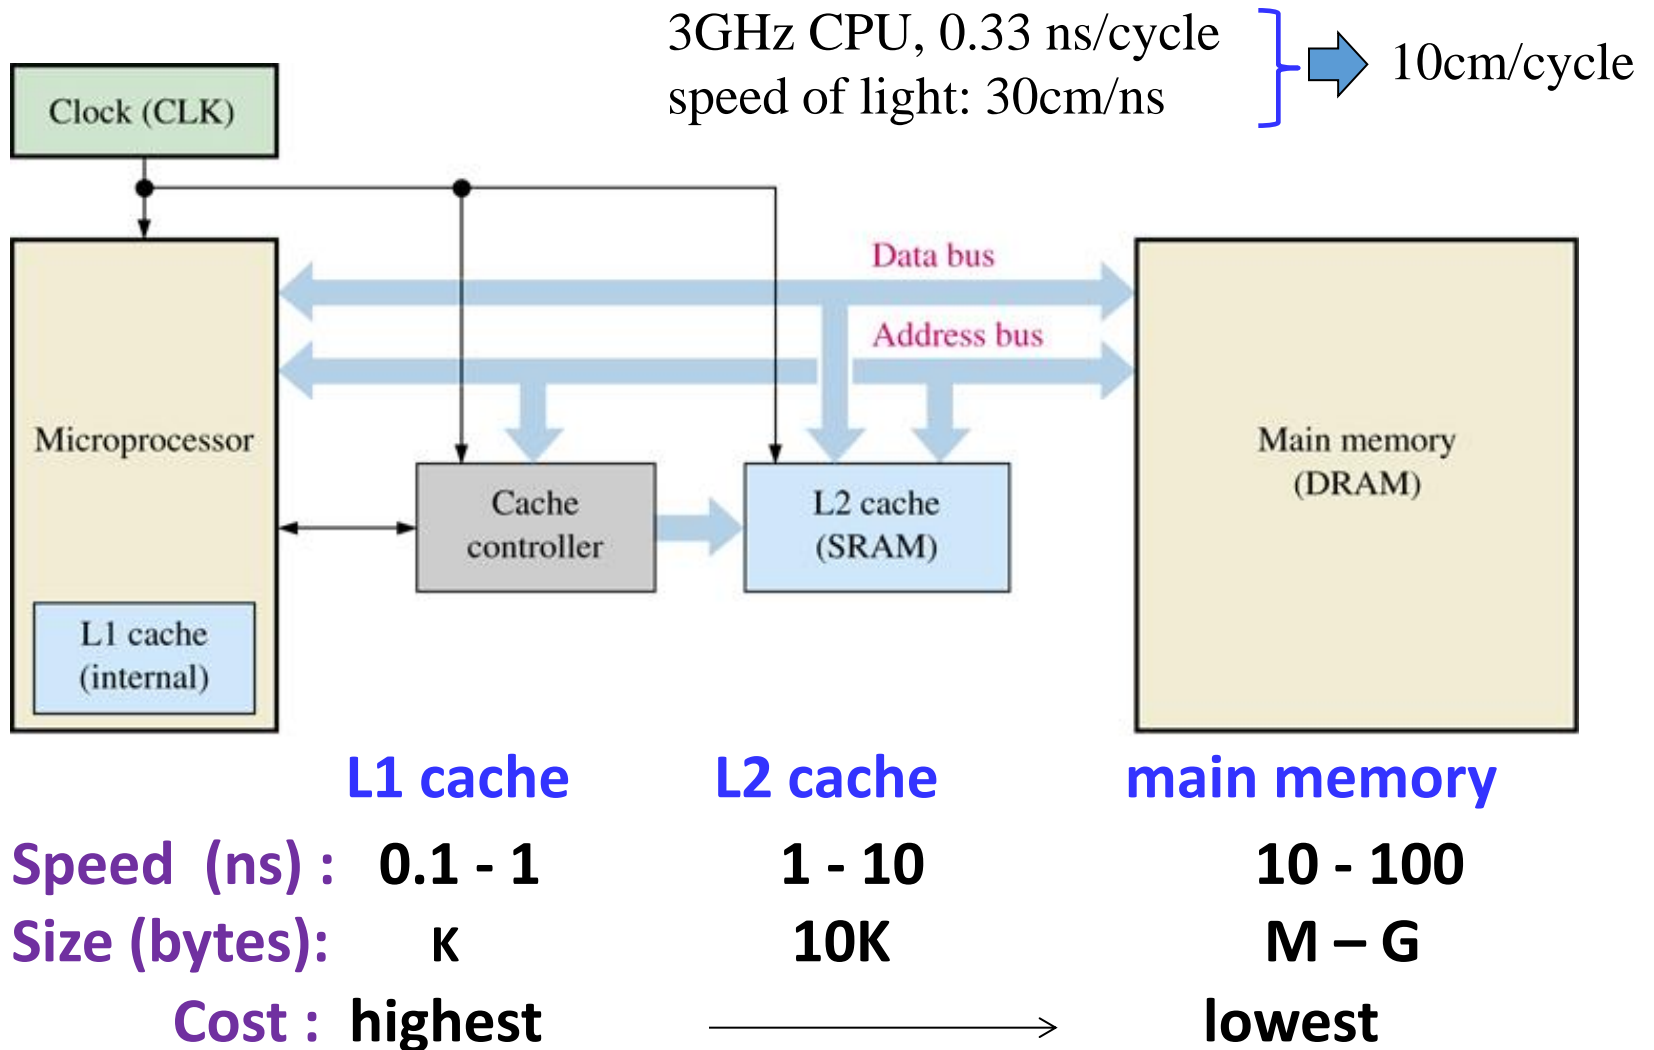 3GHz CPU, 0.33 ns/cycle
speed of light: 30cm/ns
10cm/cycle
Clock (CLK)
Data bus
Address bus
Microprocessor
Cache
controller
L2 cache
(SRAM)
Main memory
(DRAM)
L1 cache
(internal)
L1 cache L2 cache main memory
Speed (ns) : 0.1 - 1 1 - 10 10 - 100
Size (bytes): K 10K M – G
Cost : highest lowest